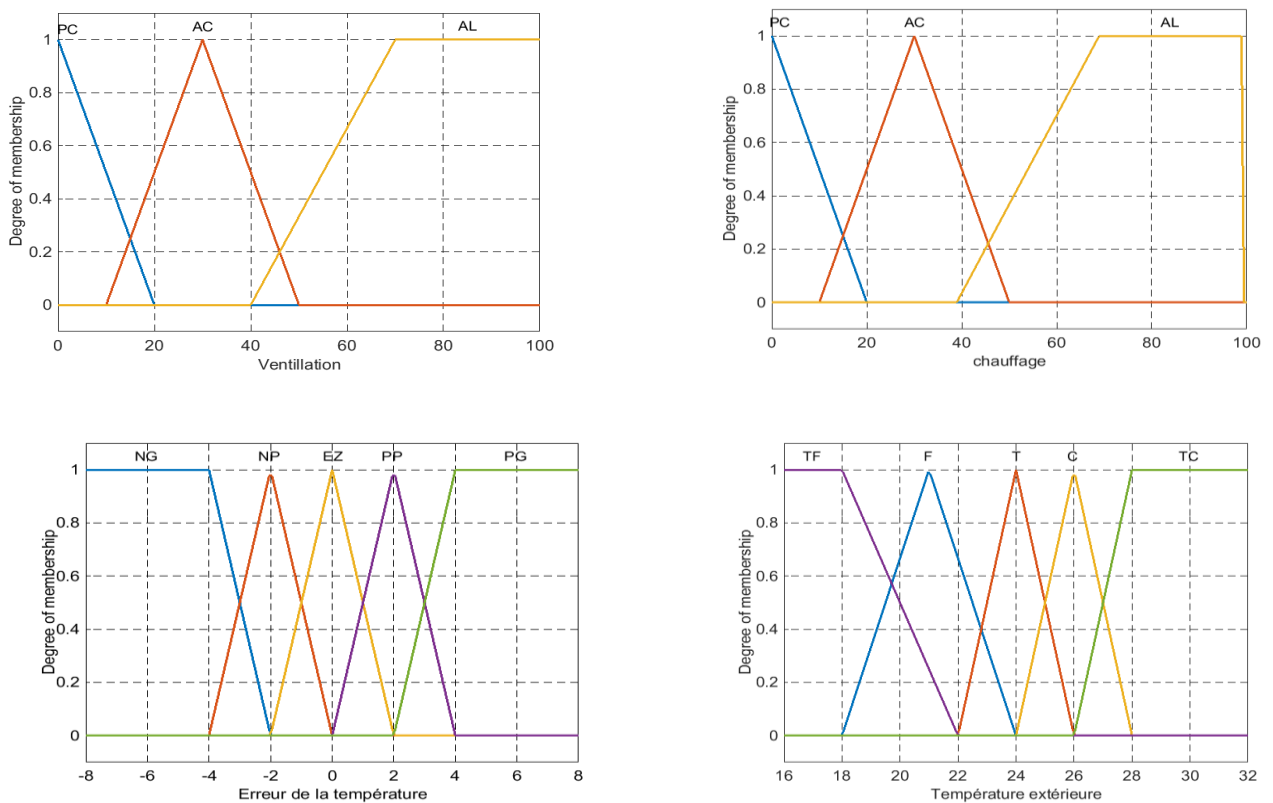 PC AC AL
1
0.8
0.6
0.4
0.2
0
Degree of membership
0 20 40 60 80 100
Ventillation
PC AC AL
1
0.8
0.6
0.4
0.2
0
Degree of membership
0 20 40 60 80 100
chauffage
NG NP EZ PP PG
1
0.8
0.6
0.4
0.2
0
Degree of membership
-8 -6 -4 -2 0 2 4 6 8
Erreur de la température
TF F T C TC
1
0.8
0.6
0.4
0.2
0
Degree of membership
16 18 20 22 24 26 28 30 32
Température extérieure